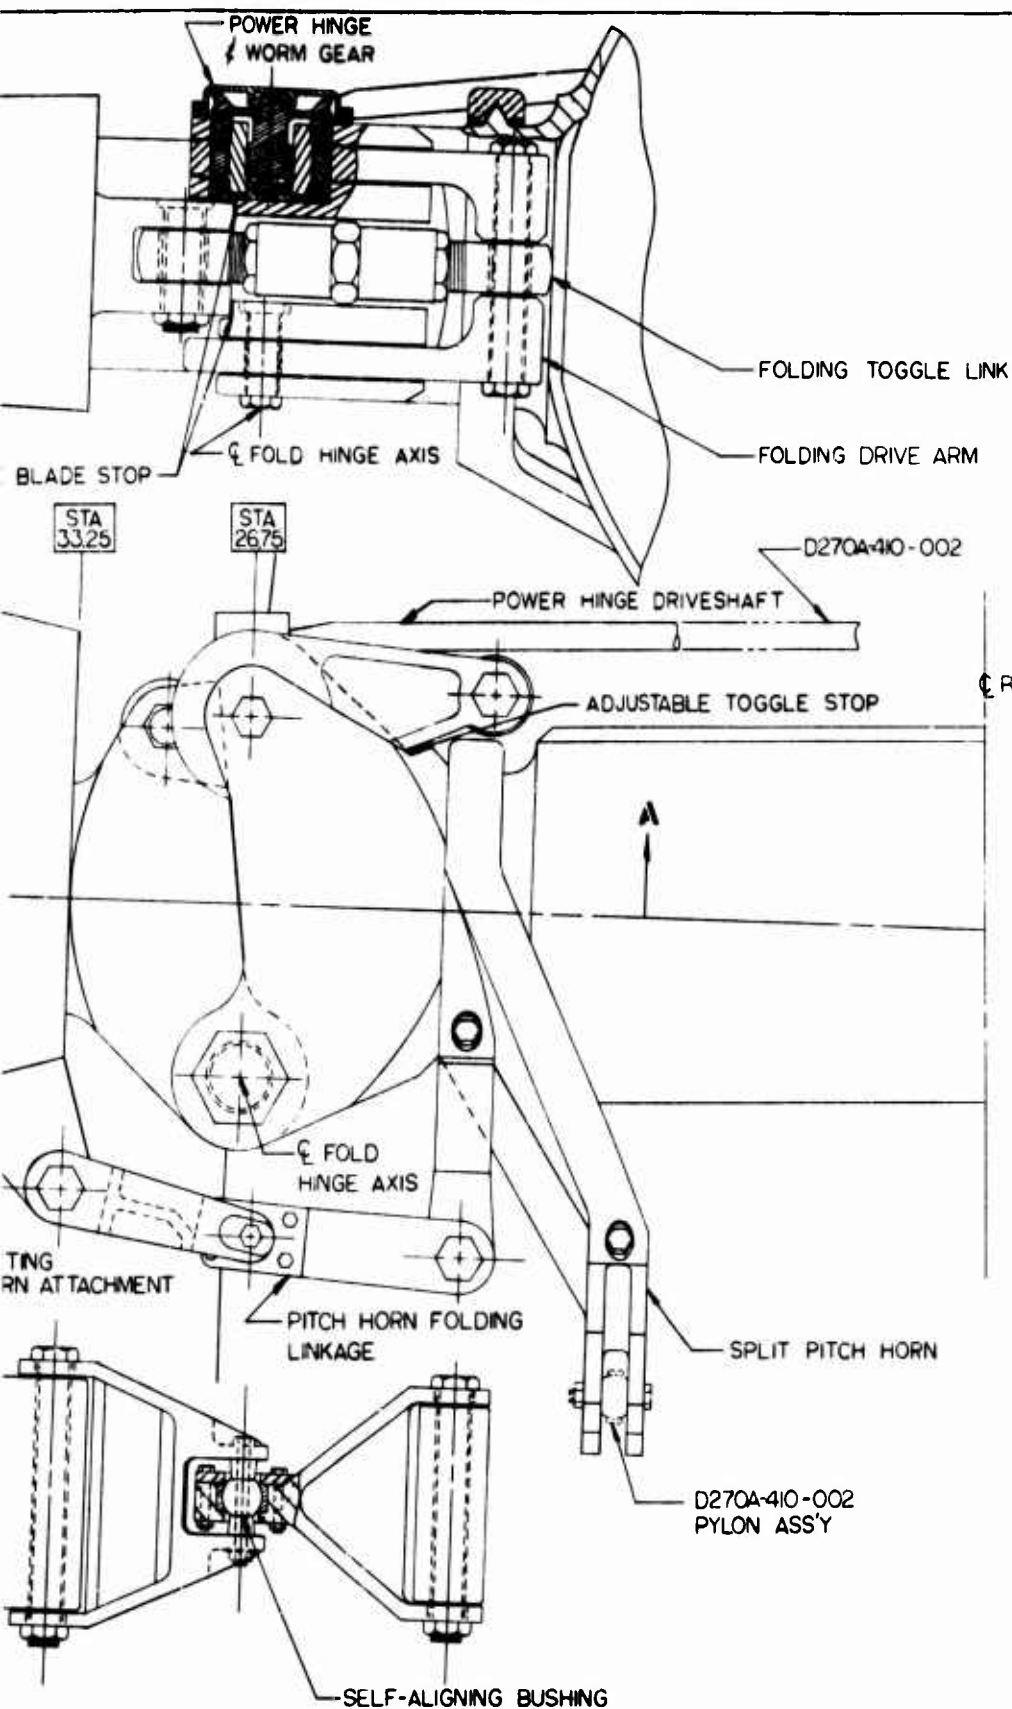 POWER HINGE
℄ WORM GEAR
FOLDING TOGGLE LINK
℄ FOLD HINGE AXIS
FOLDING DRIVE ARM
BLADE STOP
STA
33.25
STA
26.75
D270A-410-002
POWER HINGE DRIVESHAFT
℄ R
ADJUSTABLE TOGGLE STOP
A
℄ FOLD
HINGE AXIS
TING
RN ATTACHMENT
PITCH HORN FOLDING
LINKAGE
SPLIT PITCH HORN
D270A-410-002
PYLON ASS'Y
SELF-ALIGNING BUSHING